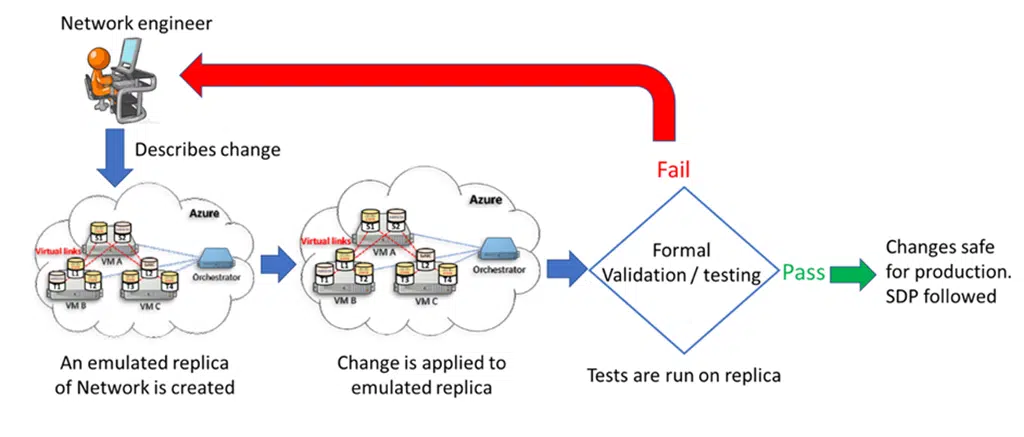 Network engineer
Describes change
Azure
S1 S2
Virtual links
VM A
L1 L2
T1 T2 T3 T4
VM B VM C
Orchestrator
An emulated replica
of Network is created
Azure
S1 S2
Virtual links
VM A
L1 L2
T1 T2 T3 T4
VM B VM C
Orchestrator
Change is applied to
emulated replica
Fail
Formal
Validation / testing
Tests are run on replica
Pass
Changes safe
for production.
SDP followed